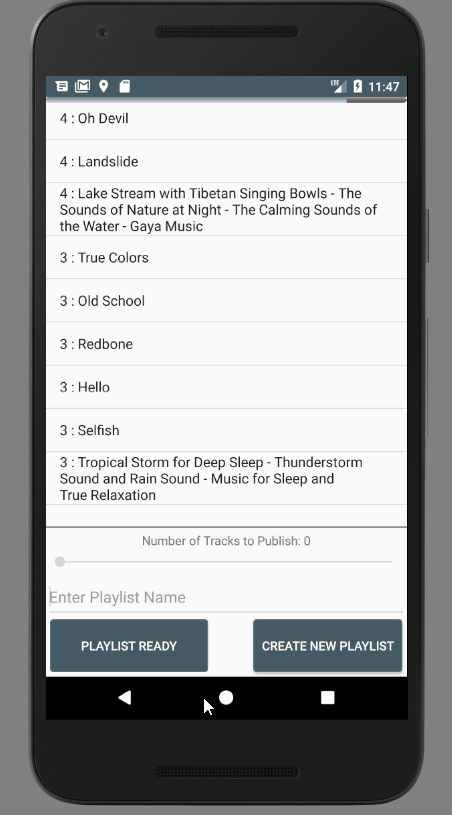 LTE 11:47
4 : Oh Devil
4 : Landslide
4 : Lake Stream with Tibetan Singing Bowls - The
Sounds of Nature at Night - The Calming Sounds of
the Water - Gaya Music
3 : True Colors
3 : Old School
3 : Redbone
3 : Hello
3 : Selfish
3 : Tropical Storm for Deep Sleep - Thunderstorm
Sound and Rain Sound - Music for Sleep and
True Relaxation
Number of Tracks to Publish: 0
Enter Playlist Name
PLAYLIST READY
CREATE NEW PLAYLIST